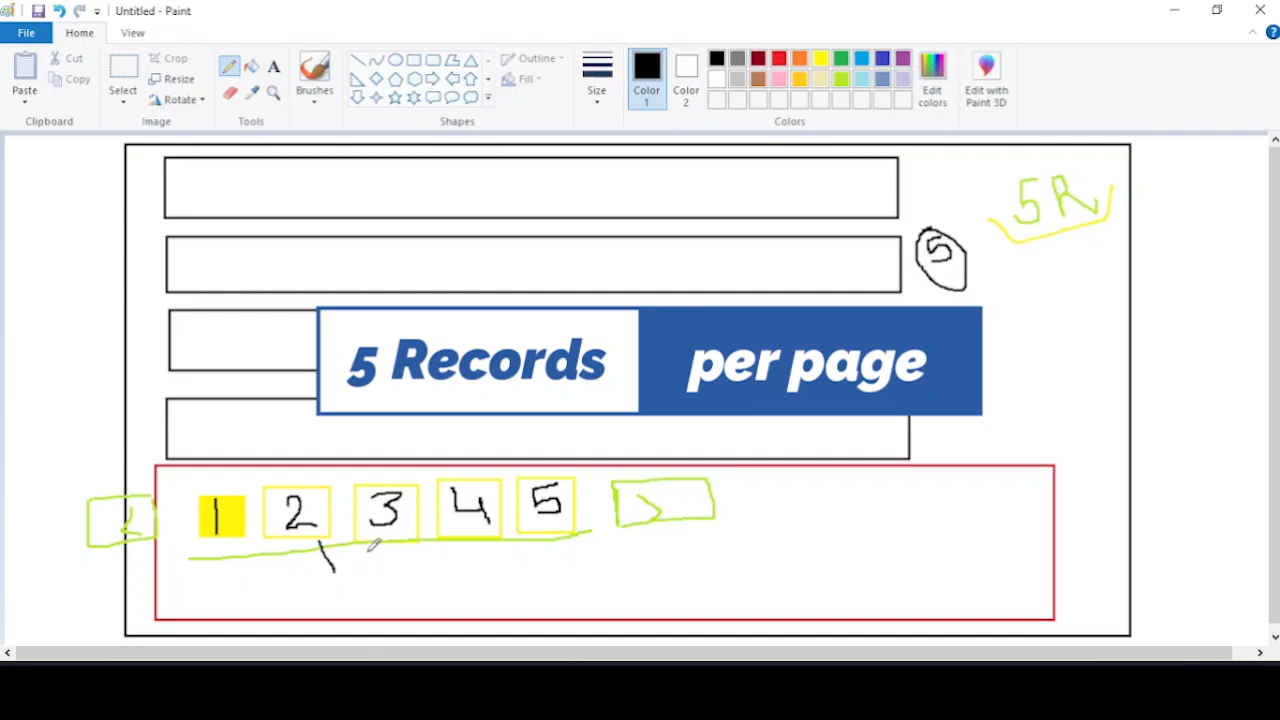 Untitled - Paint
File Home View
Paste Cut Copy Select Crop Resize Rotate A Brushes Outline Fill Size Color 1 Color 2 Edit colors Edit with Paint 3D
Clipboard Image Tools Shapes Colors
5R
5
5 Records per page
< 1 2 3 4 5 >